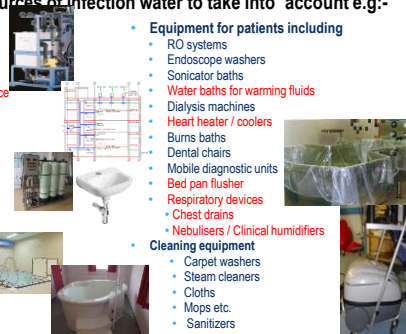 urces of infection water to take into account e.g:-
• Equipment for patients including
• RO systems
• Endoscope washers
• Sonicator baths
• Water baths for warming fluids
ce
• Dialysis machines
• Heart heater / coolers
• Burns baths
• Dental chairs
• Mobile diagnostic units
• Bed pan flusher
• Respiratory devices
• Chest drains
• Nebulisers / Clinical humidifiers
• Cleaning equipment
• Carpet washers
• Steam cleaners
• Cloths
• Mops etc.
• Sanitizers